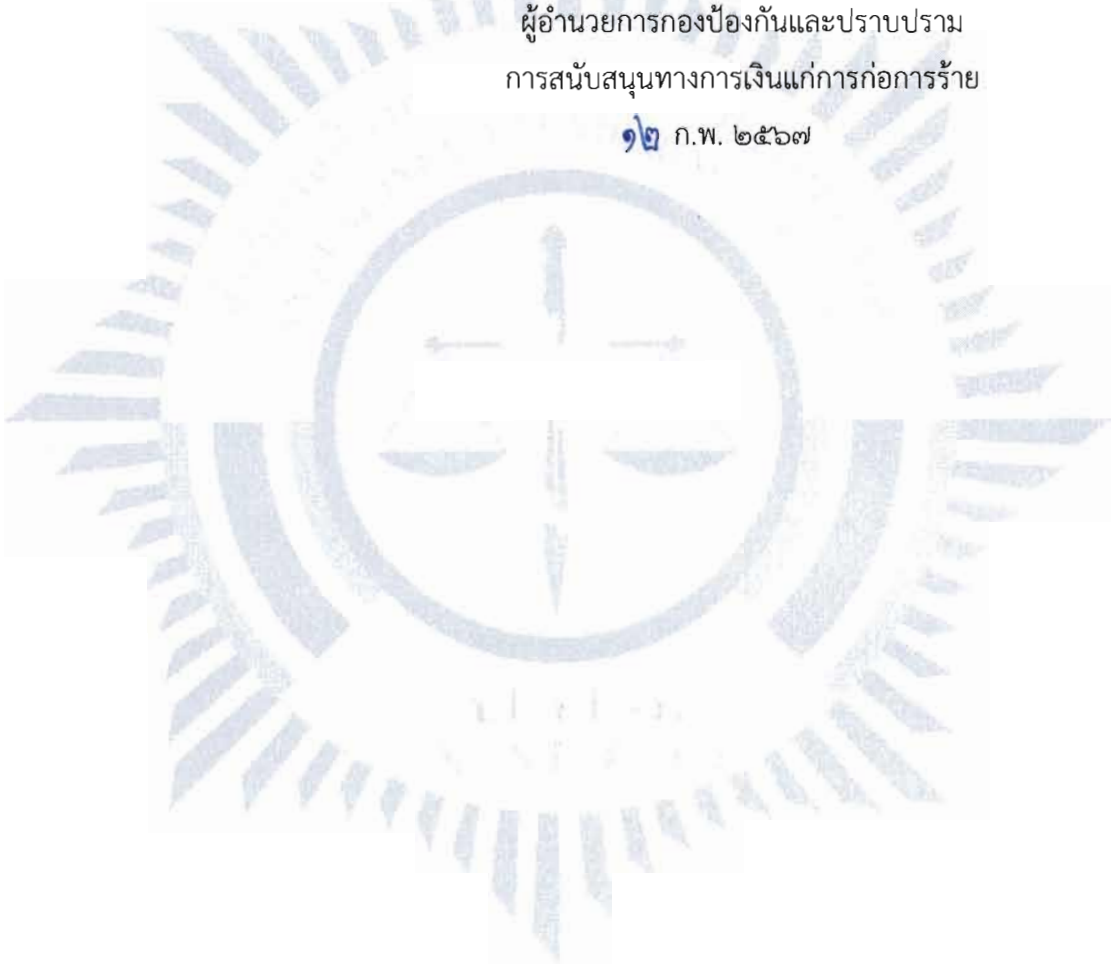 ผู้อำนวยการกองป้องกันและปราบปราม
การสนับสนุนทางการเงินแก่การก่อการร้าย
๑๒ ก.พ. ๒๕๖๗